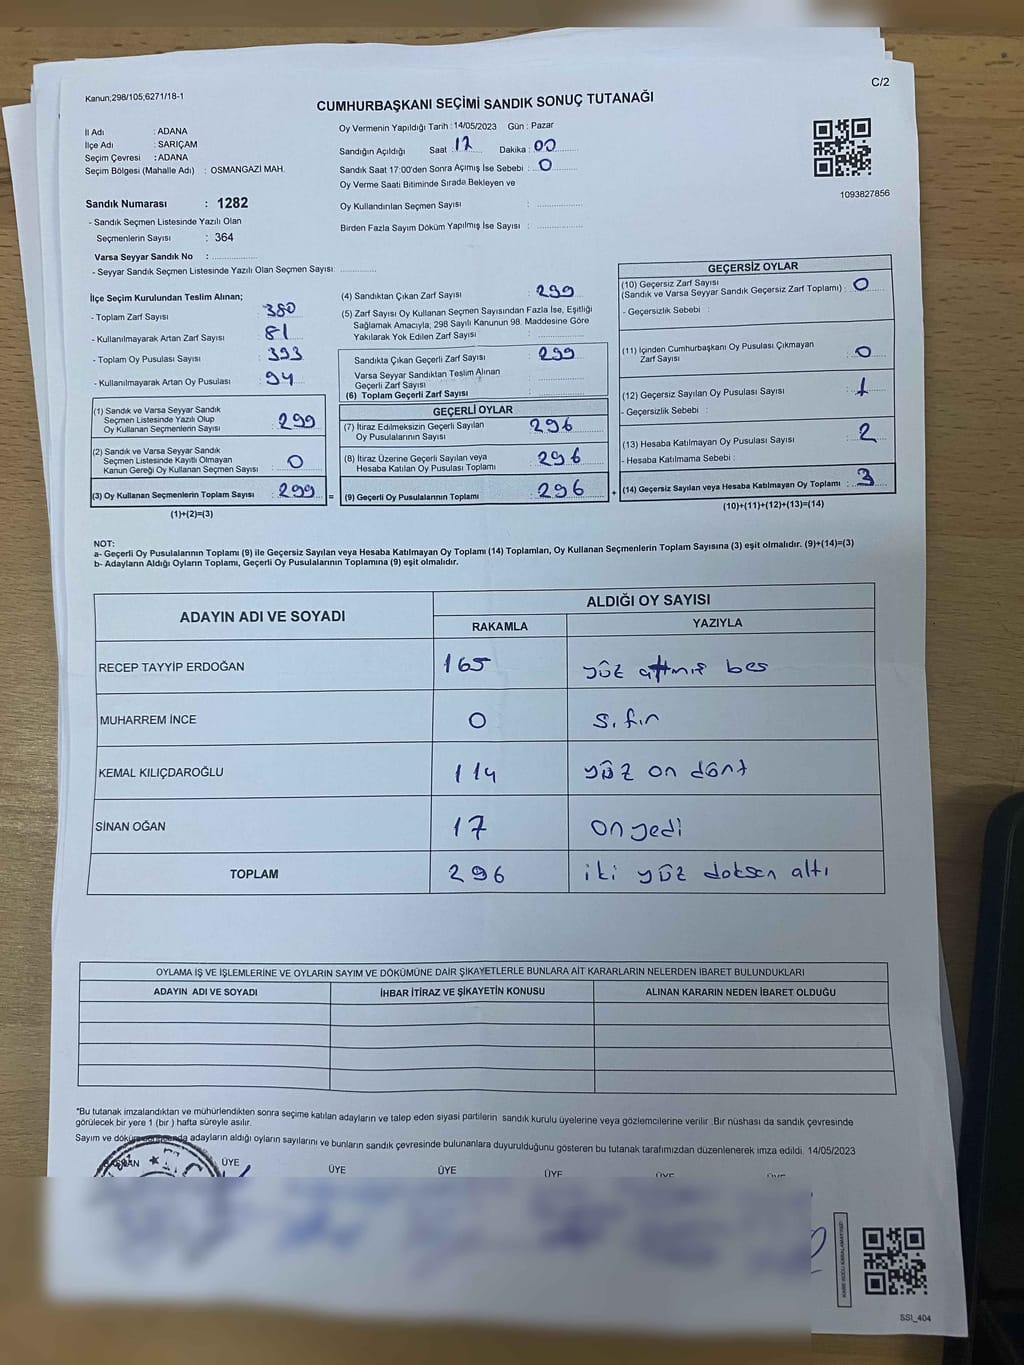 C/2
Kanun;298/105;6271/18-1
CUMHURBAŞKANI SEÇİMİ SANDIK SONUÇ TUTANAĞI
İl Adı : ADANA
İlçe Adı : SARIÇAM
Seçim Çevresi : ADANA
Seçim Bölgesi (Mahalle Adı) : OSMANGAZİ MAH.
Sandık Numarası : 1282
- Sandık Seçmen Listesinde Yazılı Olan
Seçmenlerin Sayısı : 364
Varsa Seyyar Sandık No :
- Seyyar Sandık Seçmen Listesinde Yazılı Olan Seçmen Sayısı:
Oy Vermenin Yapıldığı Tarih : 14/05/2023 Gün : Pazar
Sandığın Açıldığı Saat : 17 Dakika : 00
Sandık Saat 17:00'den Sonra Açımış İse Sebebi : 0
Oy Verme Saati Bitiminde Sırada Bekleyen ve
Oy Kullandırılan Seçmen Sayısı :
Birden Fazla Sayım Döküm Yapılmış İse Sayısı :
1093827856
İlçe Seçim Kurulundan Teslim Alınan;
- Toplam Zarf Sayısı : 380
- Kullanılmayarak Artan Zarf Sayısı : 81
- Toplam Oy Pusulası Sayısı : 393
- Kullanılmayarak Artan Oy Pusulası : 94
(1) Sandık ve Varsa Seyyar Sandık
Seçmen Listesinde Yazılı Olup
Oy Kullanan Seçmenlerin Sayısı : 299
(2) Sandık ve Varsa Seyyar Sandık
Seçmen Listesinde Kayıtlı Olmayan
Kanun Gereği Oy Kullanan Seçmen Sayısı : 0
(3) Oy Kullanan Seçmenlerin Toplam Sayısı : 299 =
(1)+(2)=(3)
(4) Sandıktan Çıkan Zarf Sayısı : 299
(5) Zarf Sayısı Oy Kullanan Seçmen Sayısından Fazla İse, Eşitliği
Sağlamak Amacıyla, 298 Sayılı Kanunun 98. Maddesine Göre
Yakılarak Yok Edilen Zarf Sayısı :
Sandıkta Çıkan Geçerli Zarf Sayısı : 299
Varsa Seyyar Sandıktan Teslim Alınan
Geçerli Zarf Sayısı :
(6) Toplam Geçerli Zarf Sayısı :
GEÇERLİ OYLAR
(7) İtiraz Edilmeksizin Geçerli Sayılan
Oy Pusulalarının Sayısı : 296
(8) İtiraz Üzerine Geçerli Sayılan veya
Hesaba Katılan Oy Pusulası Toplamı : 296
(9) Geçerli Oy Pusulalarının Toplamı : 296 +
GEÇERSİZ OYLAR
(10) Geçersiz Zarf Sayısı
(Sandık ve Varsa Seyyar Sandık Geçersiz Zarf Toplamı) : 0
- Geçersizlik Sebebi :
(11) İçinden Cumhurbaşkanı Oy Pusulası Çıkmayan
Zarf Sayısı : 0
(12) Geçersiz Sayılan Oy Pusulası Sayısı : 1
- Geçersizlik Sebebi :
(13) Hesaba Katılmayan Oy Pusulası Sayısı : 2
- Hesaba Katılmama Sebebi :
(14) Geçersiz Sayılan veya Hesaba Katılmayan Oy Toplamı : 3
(10)+(11)+(12)+(13)=(14)
NOT:
a- Geçerli Oy Pusulalarının Toplamı (9) ile Geçersiz Sayılan veya Hesaba Katılmayan Oy Toplamı (14) Toplamları, Oy Kullanan Seçmenlerin Toplam Sayısına (3) eşit olmalıdır. (9)+(14)=(3)
b- Adayların Aldığı Oyların Toplamı, Geçerli Oy Pusulalarının Toplamına (9) eşit olmalıdır.
ADAYIN ADI VE SOYADI ALDIĞI OY SAYISI
RAKAMLA YAZIYLA
RECEP TAYYİP ERDOĞAN 165 yüz altmış beş
MUHARREM İNCE 0 sıfır
KEMAL KILIÇDAROĞLU 114 yüz on dört
SİNAN OĞAN 17 on yedi
TOPLAM 296 iki yüz doksan altı
OYLAMA İŞ VE İŞLEMLERİNE VE OYLARIN SAYIM VE DÖKÜMÜNE DAİR ŞİKAYETLERLE BUNLARA AİT KARARLARIN NELERDEN İBARET BULUNDUKLARI
ADAYIN ADI VE SOYADI İHBAR İTİRAZ VE ŞİKAYETİN KONUSU ALINAN KARARIN NEDEN İBARET OLDUĞU
*Bu tutanak imzalandıktan ve mühürlendikten sonra seçime katılan adayların ve talep eden siyasi partilerin sandık kurulu üyelerine veya gözlemcilerine verilir. Bir nüshası da sandık çevresinde
görülecek bir yere 1 (bir ) hafta süreyle asılır.
Sayım ve döküm sonunda adayların aldığı oyların sayılarını ve bunların sandık çevresinde bulunanlara duyurulduğunu gösteren bu tutanak tarafımızdan düzenlenerek imza edildi. 14/05/2023
BAŞKAN ÜYE ÜYE ÜYE ÜYE ÜYE ÜYE
SSI_404